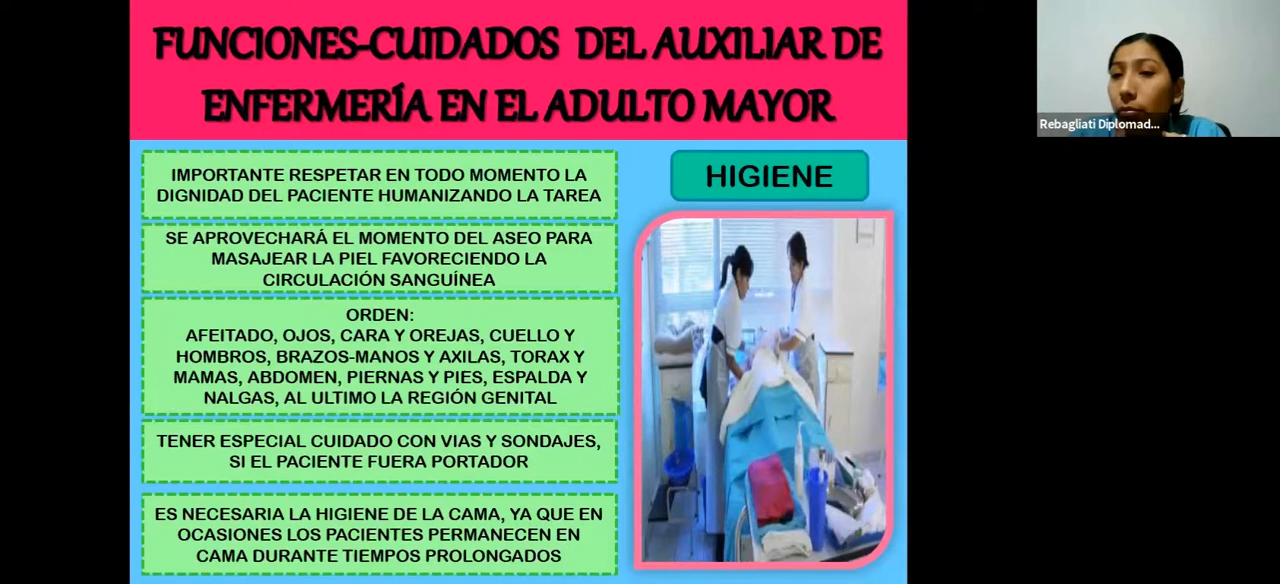 FUNCIONES-CUIDADOS DEL AUXILIAR DE
ENFERMERÍA EN EL ADULTO MAYOR
IMPORTANTE RESPETAR EN TODO MOMENTO LA
DIGNIDAD DEL PACIENTE HUMANIZANDO LA TAREA
SE APROVECHARÁ EL MOMENTO DEL ASEO PARA
MASAJEAR LA PIEL FAVORECIENDO LA
CIRCULACIÓN SANGUÍNEA
ORDEN:
AFEITADO, OJOS, CARA Y OREJAS, CUELLO Y
HOMBROS, BRAZOS-MANOS Y AXILAS, TORAX Y
MAMAS, ABDOMEN, PIERNAS Y PIES, ESPALDA Y
NALGAS, AL ULTIMO LA REGIÓN GENITAL
TENER ESPECIAL CUIDADO CON VIAS Y SONDAJES,
SI EL PACIENTE FUERA PORTADOR
ES NECESARIA LA HIGIENE DE LA CAMA, YA QUE EN
OCASIONES LOS PACIENTES PERMANECEN EN
CAMA DURANTE TIEMPOS PROLONGADOS
HIGIENE
Rebagliati Diplomad...